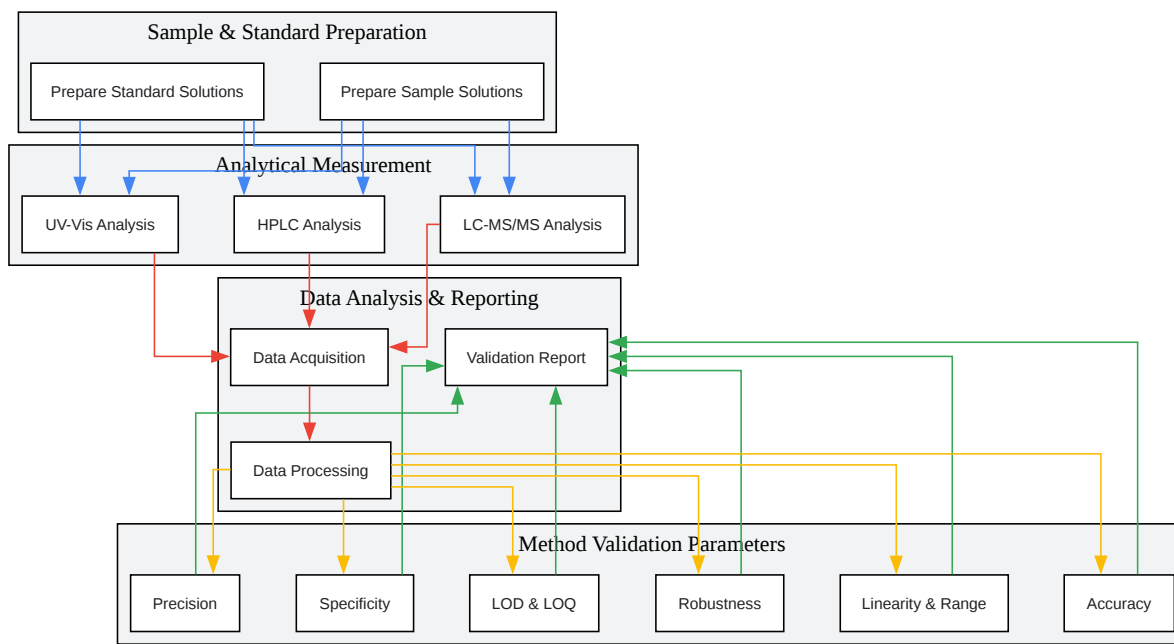 Sample & Standard Preparation
Prepare Standard Solutions
Prepare Sample Solutions
Analytical Measurement
UV-Vis Analysis
HPLC Analysis
LC-MS/MS Analysis
Data Analysis & Reporting
Data Acquisition
Validation Report
Data Processing
Method Validation Parameters
Precision
Specificity
LOD & LOQ
Robustness
Linearity & Range
Accuracy